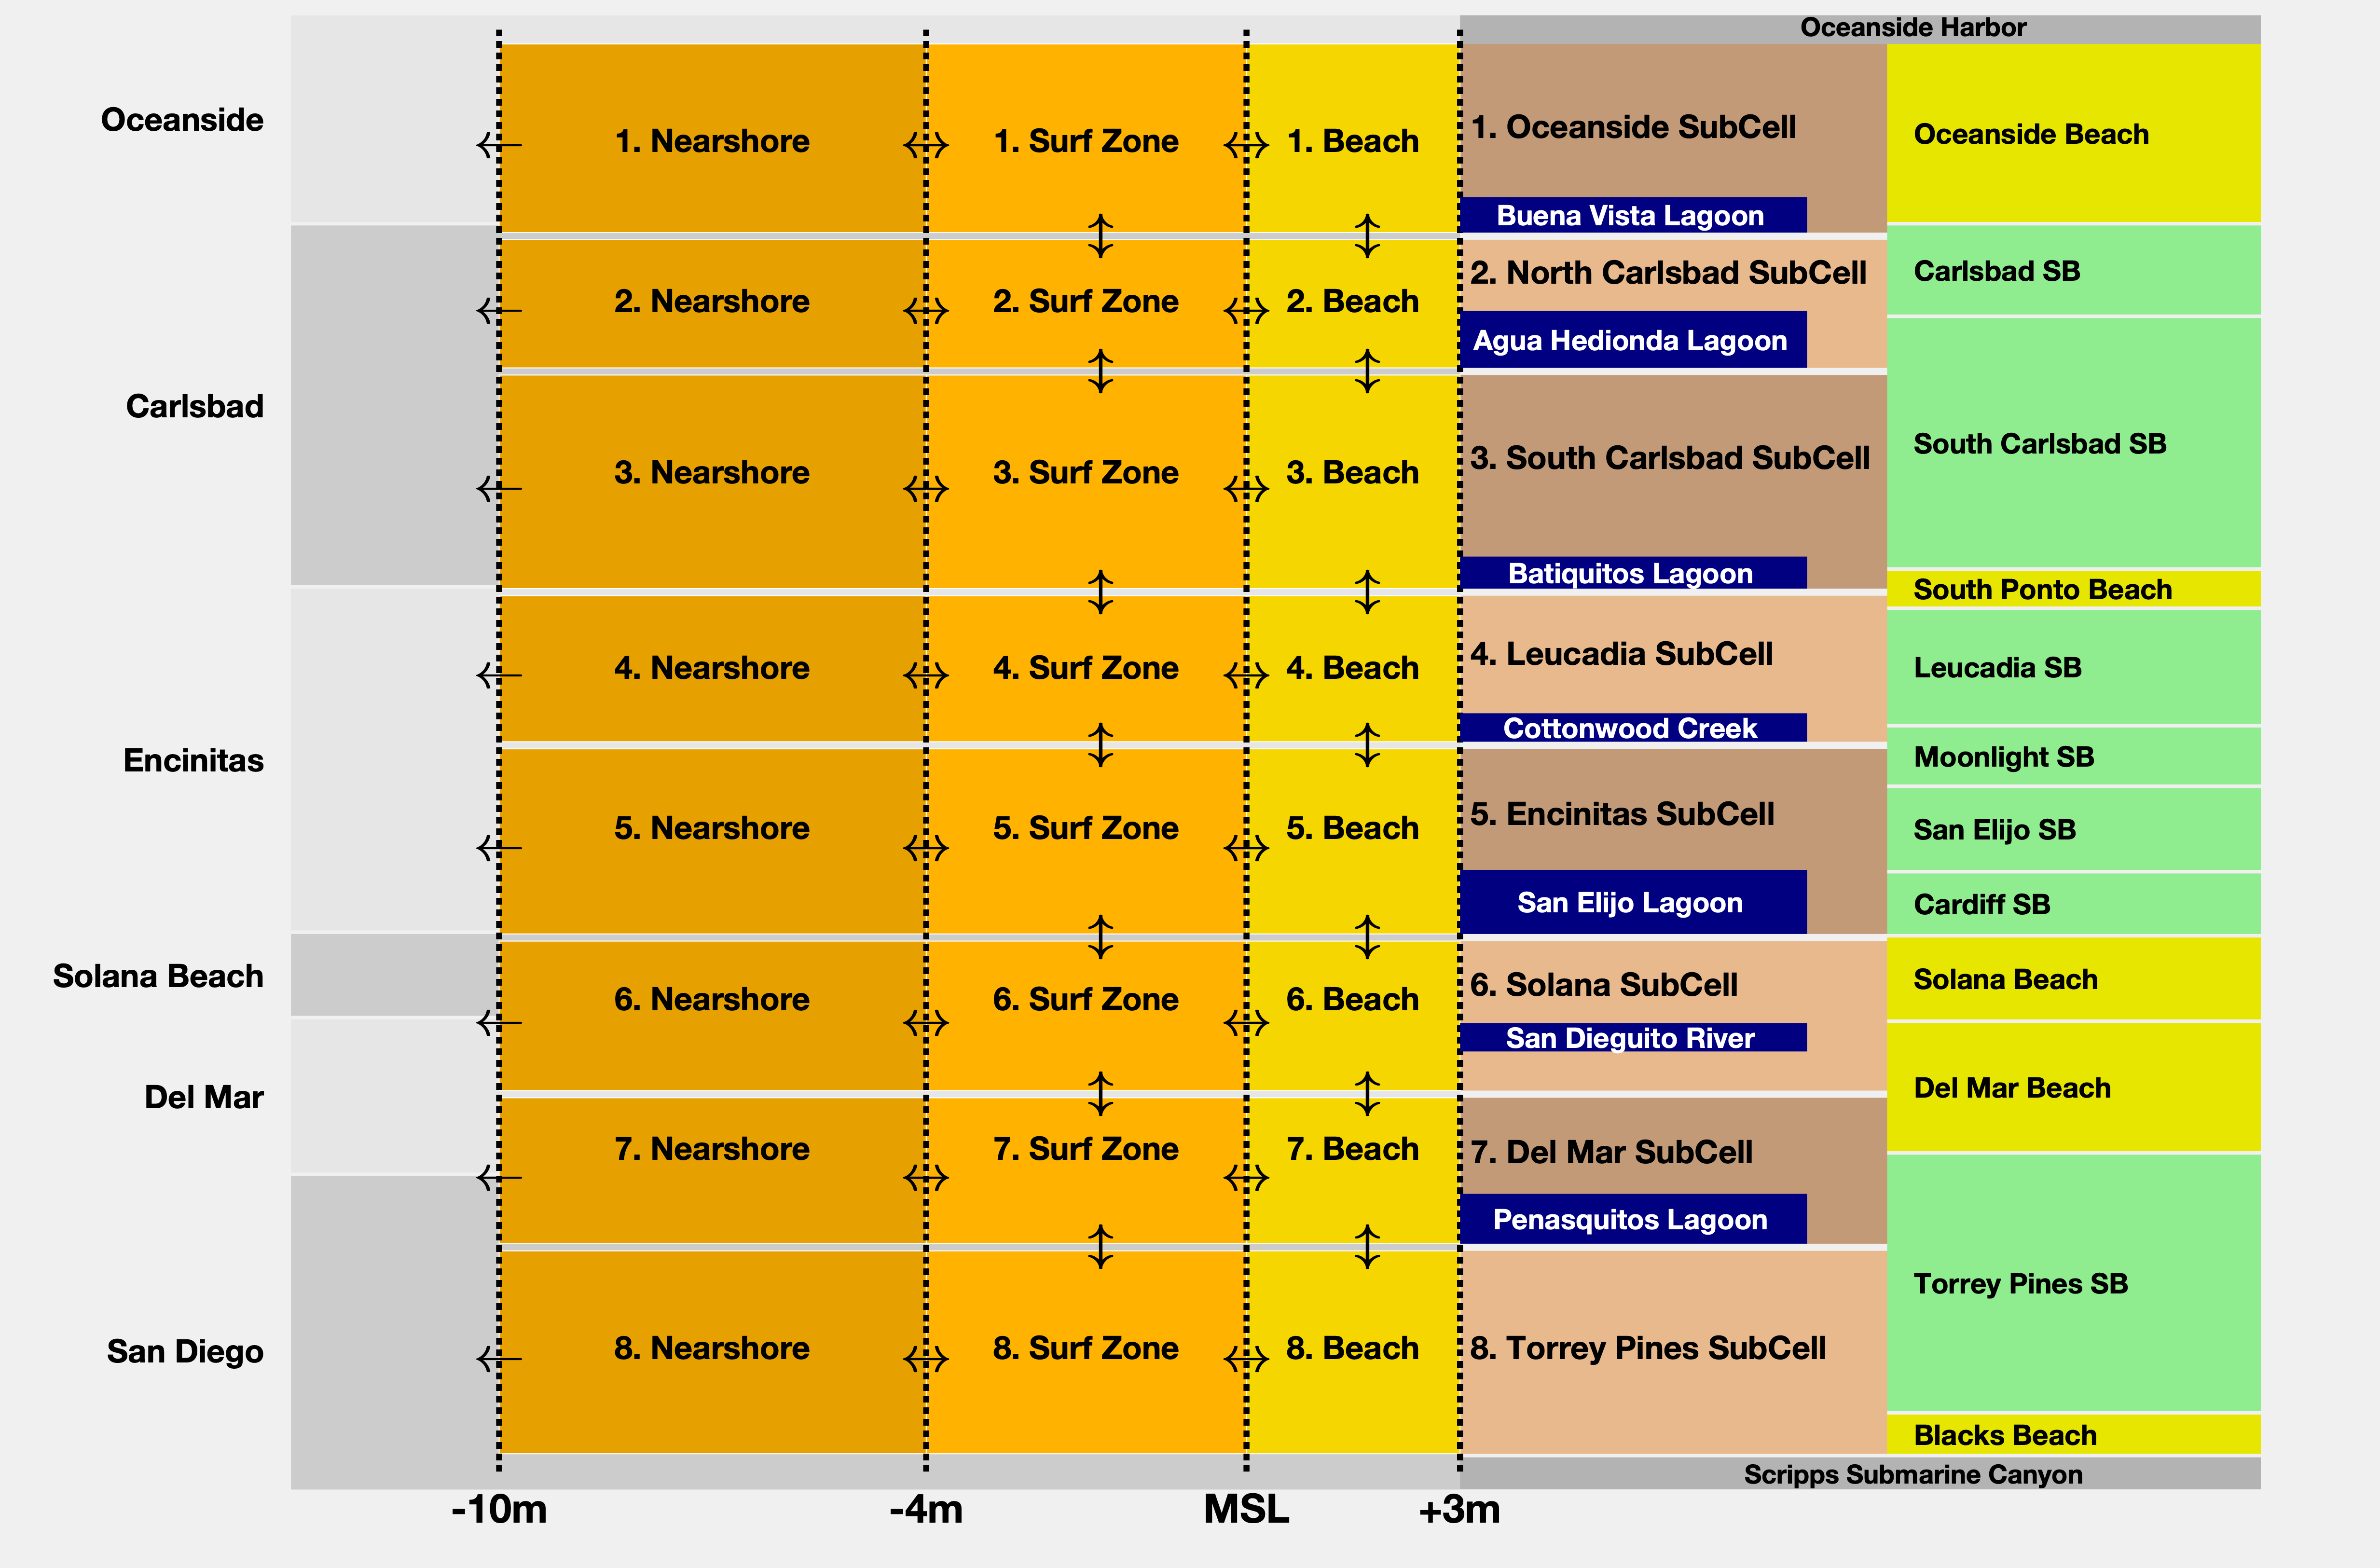 Oceanside Harbor
Oceanside
1. Nearshore
1. Surf Zone
1. Beach
1. Oceanside SubCell
Oceanside Beach
Buena Vista Lagoon
Carlsbad
2. Nearshore
2. Surf Zone
2. Beach
2. North Carlsbad SubCell
Carlsbad SB
Agua Hedionda Lagoon
3. Nearshore
3. Surf Zone
3. Beach
3. South Carlsbad SubCell
South Carlsbad SB
Batiquitos Lagoon
South Ponto Beach
Encinitas
4. Nearshore
4. Surf Zone
4. Beach
4. Leucadia SubCell
Leucadia SB
Cottonwood Creek
Moonlight SB
5. Nearshore
5. Surf Zone
5. Beach
5. Encinitas SubCell
San Elijo SB
San Elijo Lagoon
Cardiff SB
Solana Beach
6. Nearshore
6. Surf Zone
6. Beach
6. Solana SubCell
Solana Beach
San Dieguito River
Del Mar
Del Mar Beach
7. Nearshore
7. Surf Zone
7. Beach
7. Del Mar SubCell
Penasquitos Lagoon
Torrey Pines SB
San Diego
8. Nearshore
8. Surf Zone
8. Beach
8. Torrey Pines SubCell
Blacks Beach
Scripps Submarine Canyon
-10m
-4m
MSL
+3m